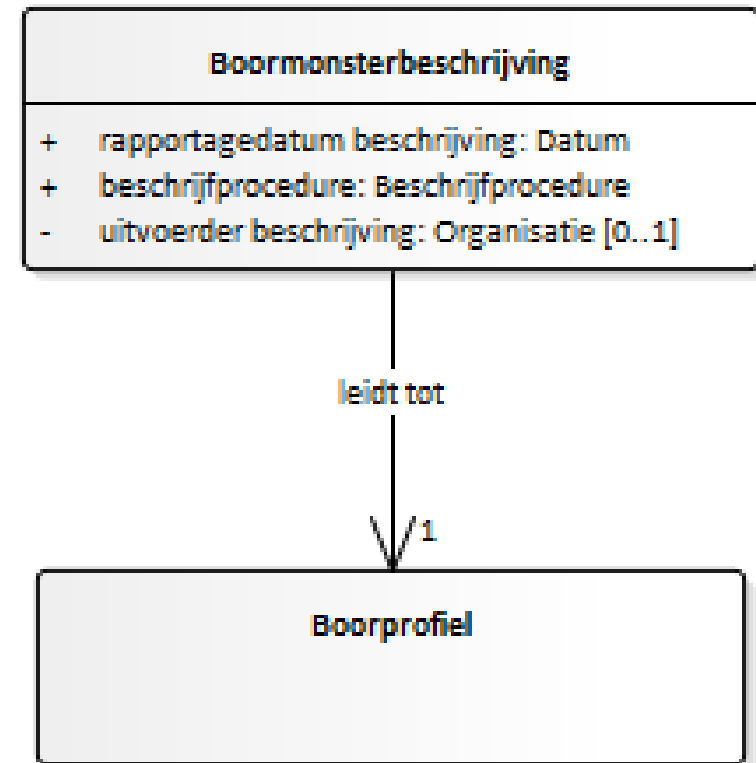 Boormonsterbeschrijving
+ rapportagedatum beschrijving: Datum
+ beschrijfprocedure: Beschrijfprocedure
- uitvoerder beschrijving: Organisatie [0..1]
leidt tot
1
Boorprofiel